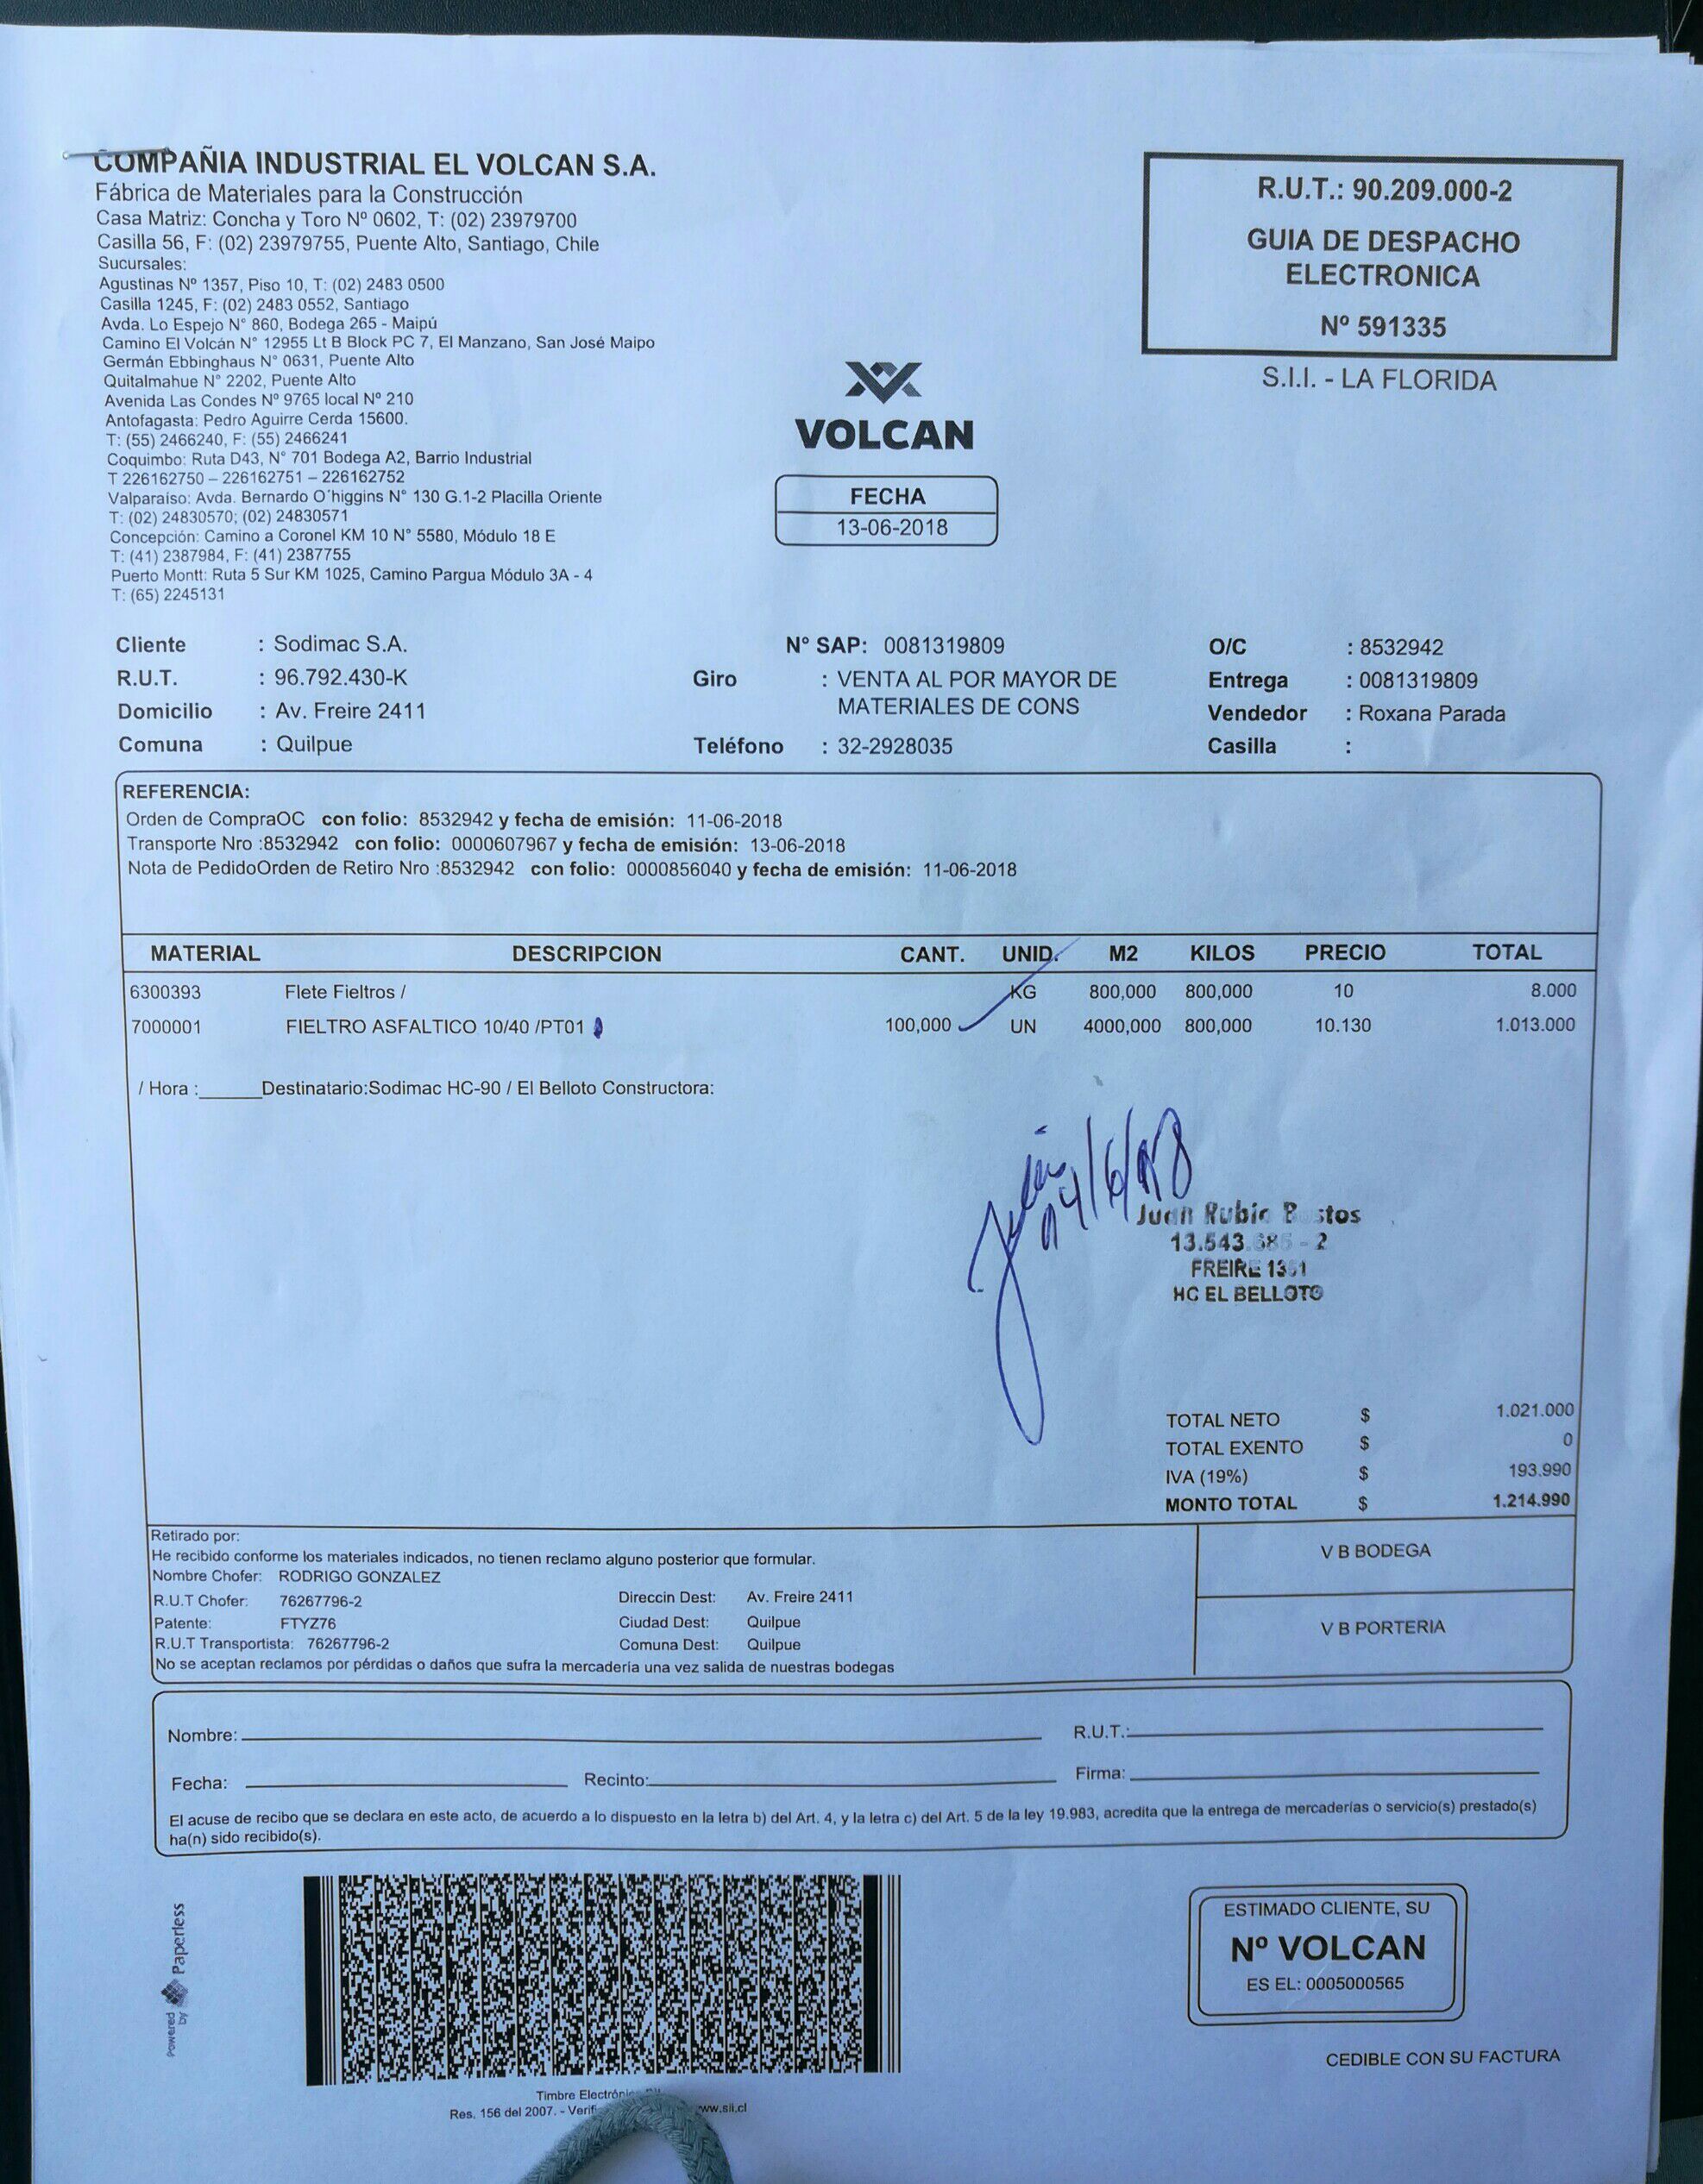 COMPAÑIA INDUSTRIAL EL VOLCAN S.A.
Fábrica de Materiales para la Construcción
Casa Matriz: Concha y Toro Nº 0602, T: (02) 23979700
Casilla 56, F: (02) 23979755, Puente Alto, Santiago, Chile
Sucursales:
Agustinas Nº 1357, Piso 10, T: (02) 2483 0500
Casilla 1245, F: (02) 2483 0552, Santiago
Avda. Lo Espejo N° 860, Bodega 265 - Maipú
Camino El Volcán N° 12955 Lt B Block PC 7, El Manzano, San José Maipo
Germán Ebbinghaus N° 0631, Puente Alto
Quitalmahue N° 2202, Puente Alto
Avenida Las Condes Nº 9765 local Nº 210
Antofagasta: Pedro Aguirre Cerda 15600.
T: (55) 2466240, F: (55) 2466241
Coquimbo: Ruta D43, N° 701 Bodega A2, Barrio Industrial
T 226162750 – 226162751 – 226162752
Valparaíso: Avda. Bernardo O´higgins N° 130 G.1-2 Placilla Oriente
T: (02) 24830570; (02) 24830571
Concepción: Camino a Coronel KM 10 N° 5580, Módulo 18 E
T: (41) 2387984, F: (41) 2387755
Puerto Montt: Ruta 5 Sur KM 1025, Camino Pargua Módulo 3A - 4
T: (65) 2245131
R.U.T.: 90.209.000-2
GUIA DE DESPACHO
ELECTRONICA
Nº 591335
S.I.I. - LA FLORIDA
VOLCAN
FECHA
13-06-2018
Cliente : Sodimac S.A. N° SAP: 0081319809 O/C : 8532942
R.U.T. : 96.792.430-K Giro : VENTA AL POR MAYOR DE Entrega : 0081319809
MATERIALES DE CONS
Domicilio : Av. Freire 2411 Vendedor : Roxana Parada
Comuna : Quilpue Teléfono : 32-2928035 Casilla :
REFERENCIA:
Orden de CompraOC con folio: 8532942 y fecha de emisión: 11-06-2018
Transporte Nro :8532942 con folio: 0000607967 y fecha de emisión: 13-06-2018
Nota de PedidoOrden de Retiro Nro :8532942 con folio: 0000856040 y fecha de emisión: 11-06-2018
MATERIAL DESCRIPCION CANT. UNID. M2 KILOS PRECIO TOTAL
6300393 Flete Fieltros / KG 800,000 800,000 10 8.000
7000001 FIELTRO ASFALTICO 10/40 /PT01 100,000 UN 4000,000 800,000 10.130 1.013.000
/ Hora :______Destinatario:Sodimac HC-90 / El Belloto Constructora:
Juan Rubio
13.543. - 2
FREIRE
HC EL BELLOTO
TOTAL NETO $ 1.021.000
TOTAL EXENTO $ 0
IVA (19%) $ 193.990
MONTO TOTAL $ 1.214.990
Retirado por:
He recibido conforme los materiales indicados, no tienen reclamo alguno posterior que formular.
Nombre Chofer: RODRIGO GONZALEZ
R.U.T Chofer: 76267796-2 Direccin Dest: Av. Freire 2411
Patente: FTYZ76 Ciudad Dest: Quilpue
R.U.T Transportista: 76267796-2 Comuna Dest: Quilpue
No se aceptan reclamos por pérdidas o daños que sufra la mercadería una vez salida de nuestras bodegas
V B BODEGA
V B PORTERIA
Nombre: R.U.T.:
Fecha: Recinto: Firma:
El acuse de recibo que se declara en este acto, de acuerdo a lo dispuesto en la letra b) del Art. 4, y la letra c) del Art. 5 de la ley 19.983, acredita que la entrega de mercaderías o servicio(s) prestado(s)
ha(n) sido recibido(s).
Powered by Paperless
Timbre
Res. 156 del 2007. - www.sii.cl
ESTIMADO CLIENTE, SU
Nº VOLCAN
ES EL: 0005000565
CEDIBLE CON SU FACTURA